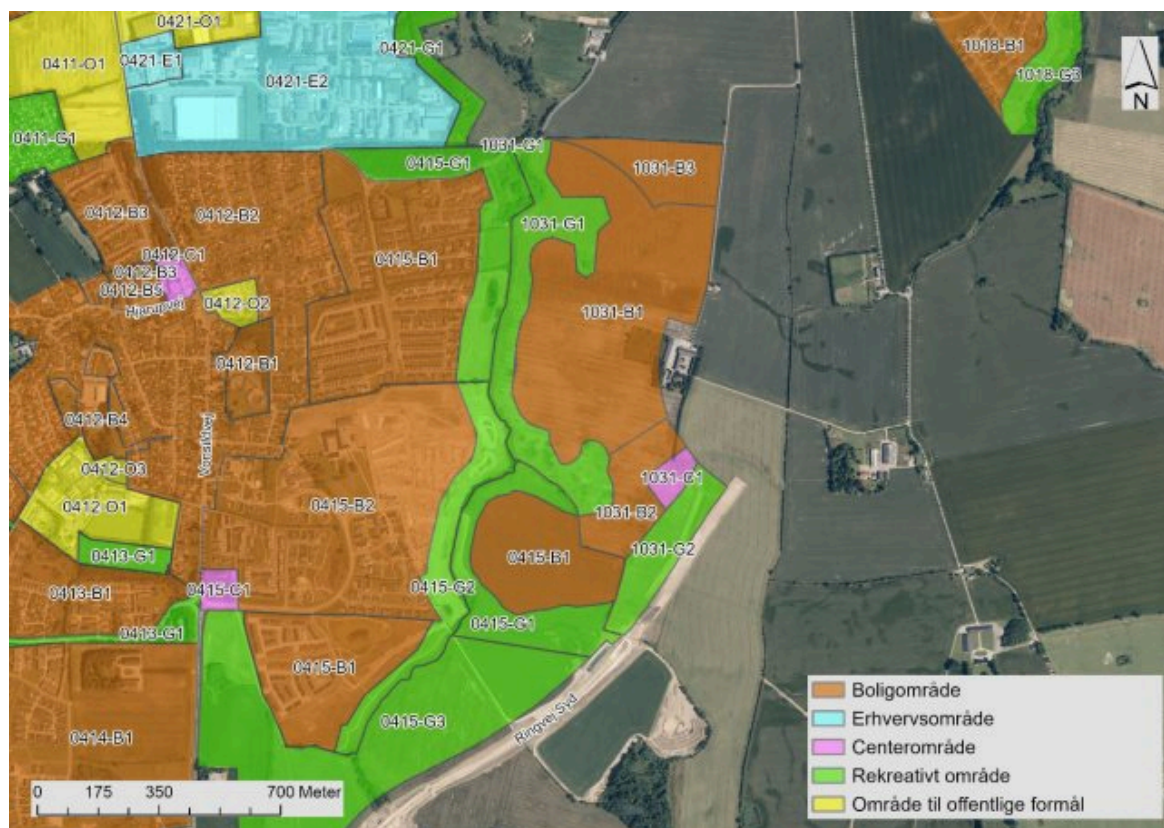 0421-O1
0411-O1
0421-E1
0421-G1
1018-B1
0421-E2
1018-G3
N
0411-G1
1031-G1
0415-G1
1031-B3
0412-B3
0412-B2
1031-G1
0412-C1
0415-B1
0412-B3
0412-B5
Hjarupvej
0412-O2
1031-B1
0412-B1
0412-B4
Vonsildvej
0412-O3
1031-C1
0412-O1
0415-B2
1031-B2
1031-G2
0413-G1
0415-B1
0413-B1
0415-C1
0415-G2
0415-G1
0413-G1
0415-B1
0415-G3
Ringvej Syd
0414-B1
Boligområde
Erhvervsområde
Centerområde
Rekreativt område
Område til offentlige formål
0 175 350 700 Meter